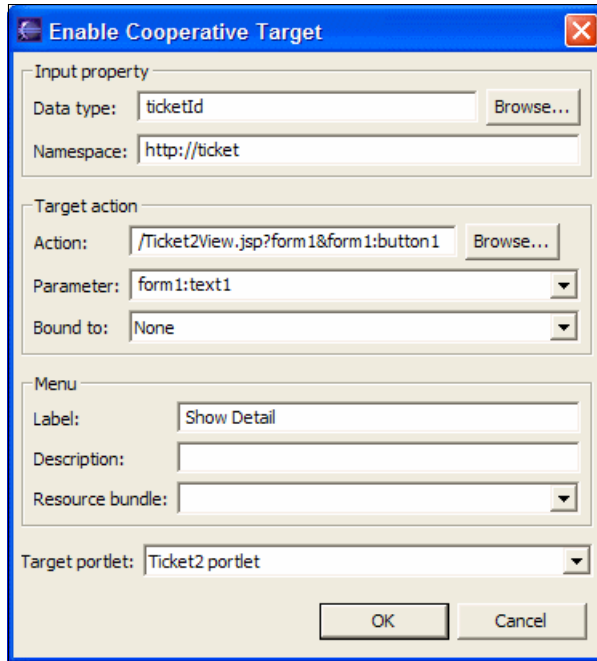 Enable Cooperative Target
Input property
Data type: ticketId Browse...
Namespace: http://ticket
Target action
Action: /Ticket2View.jsp?form1&form1:button1 Browse...
Parameter: form1:text1
Bound to: None
Menu
Label: Show Detail
Description:
Resource bundle:
Target portlet: Ticket2 portlet
OK Cancel